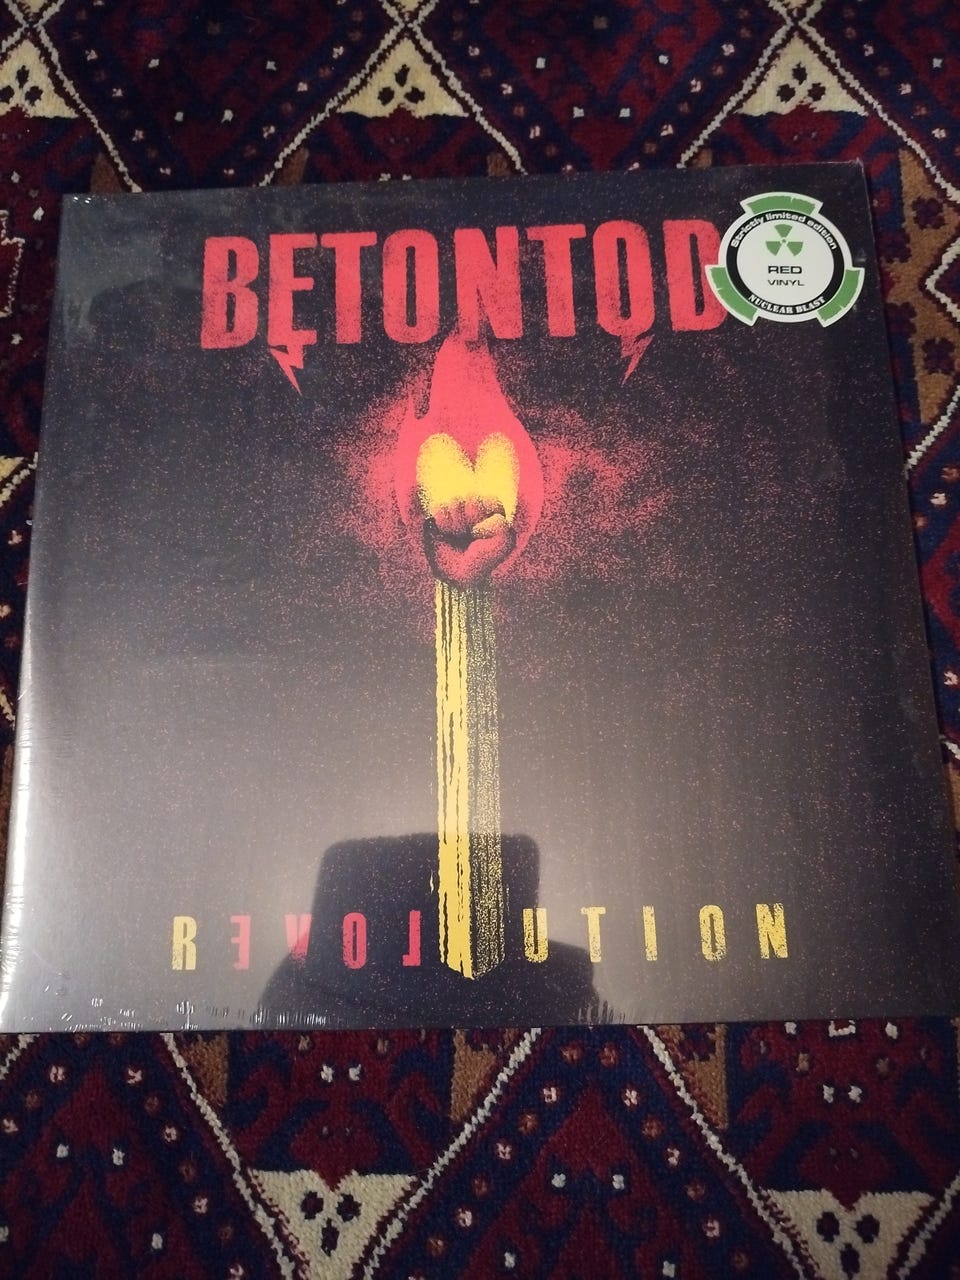 BETONTOD
Strictly limited edition
RED
VINYL
NUCLEAR BLAST
REVOLUTION